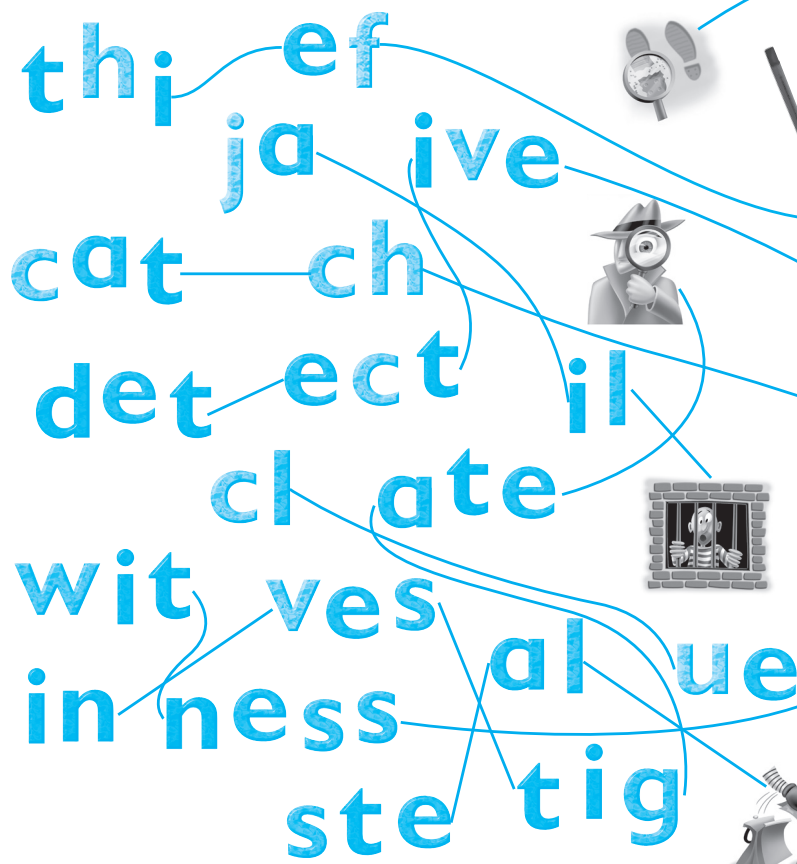 thi ef
ja ive
cat ch
det ect
il
cl ate
wit ves
al ue
in ness
ste tig